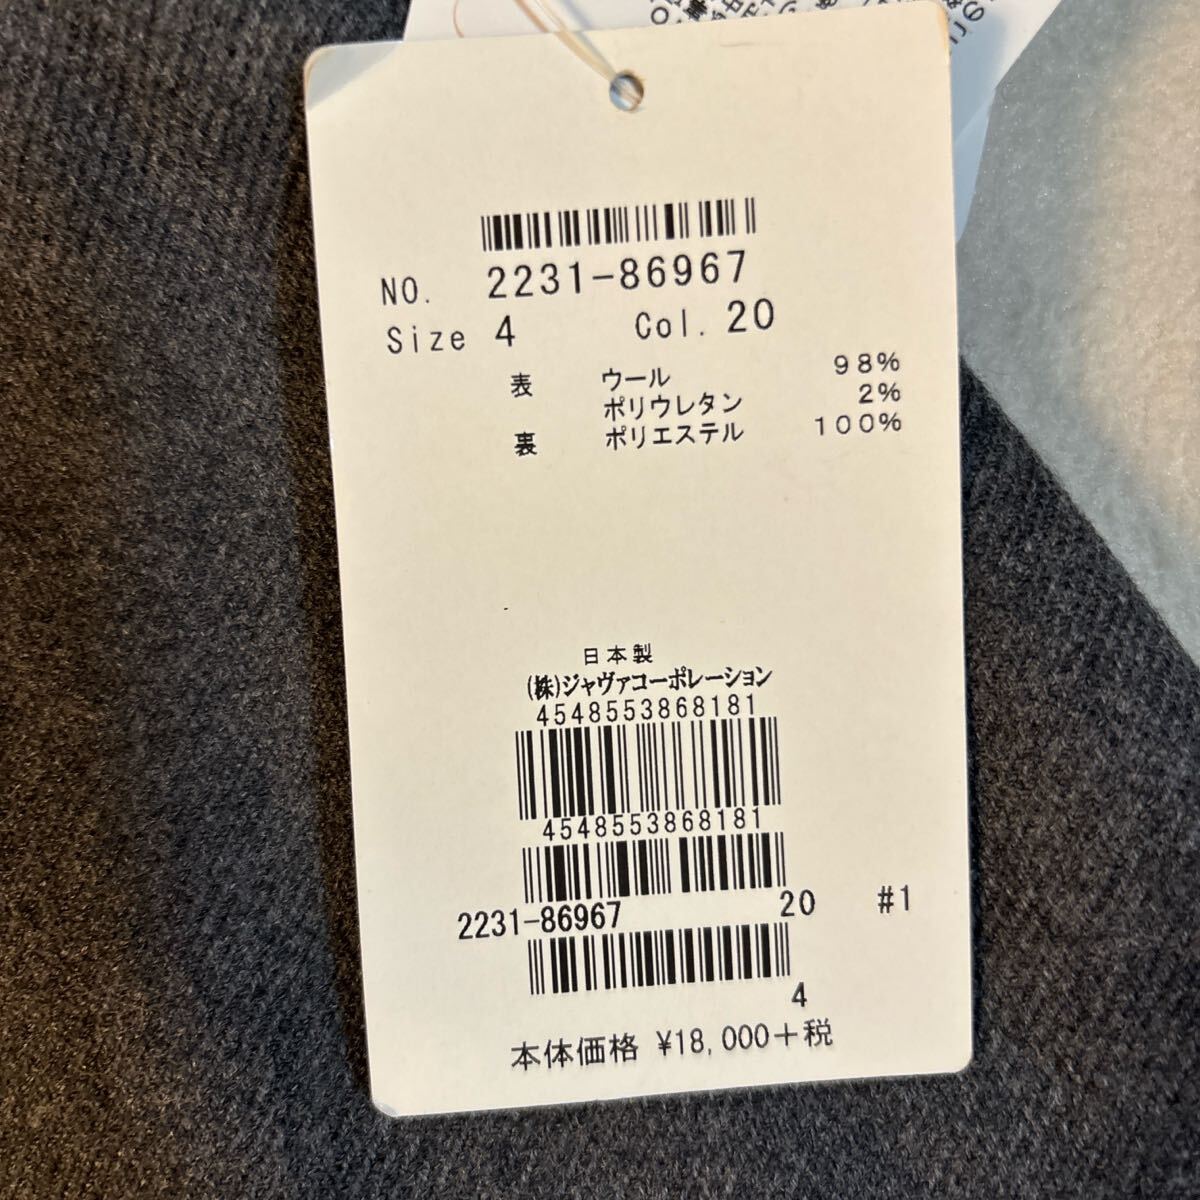 NO. 2231-86967
Size 4 Col. 20
表 ウール 98%
ポリウレタン 2%
裏 ポリエステル 100%
日本製
(株)ジャヴァコーポレーション
4548553868181
4548553868181
2231-86967 20 #1
4
本体価格 ¥18,000+税